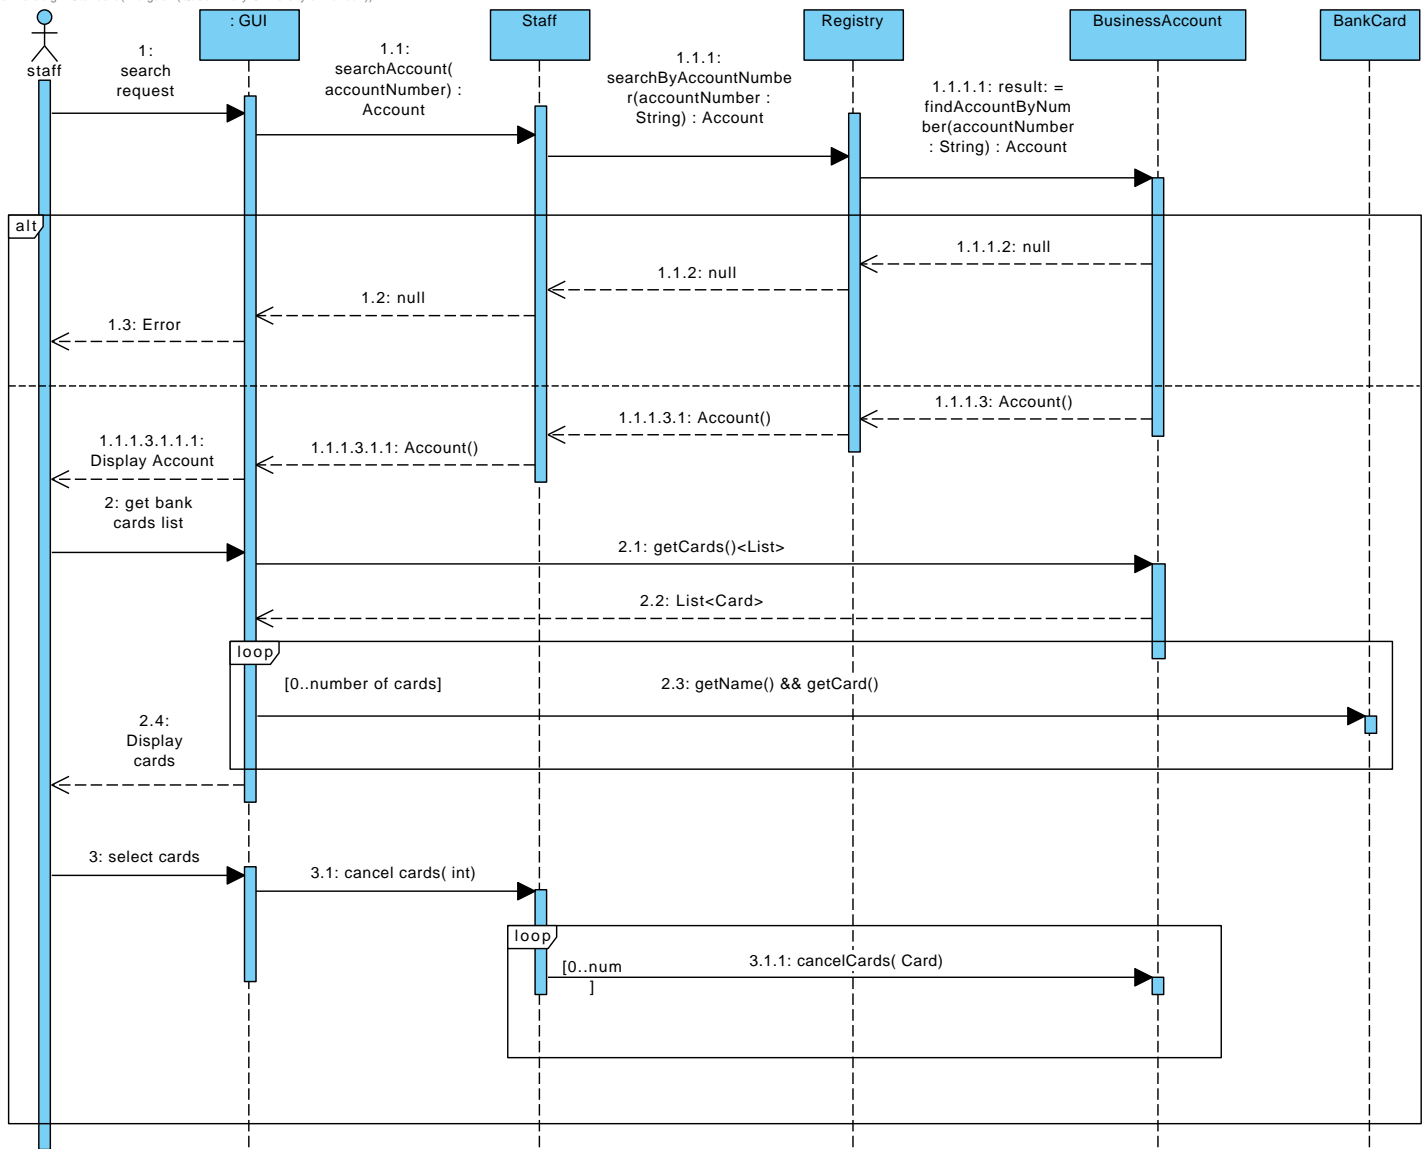 : GUI
Staff
Registry
BusinessAccount
BankCard
staff
1:
search
request
1.1:
searchAccount(
accountNumber) :
Account
1.1.1:
searchByAccountNumbe
r(accountNumber :
String) : Account
1.1.1.1: result: =
findAccountByNum
ber(accountNumber
: String) : Account
alt
1.1.1.2: null
1.1.2: null
1.2: null
1.3: Error
1.1.1.3: Account()
1.1.1.3.1: Account()
1.1.1.3.1.1: Account()
1.1.1.3.1.1.1:
Display Account
2: get bank
cards list
2.1: getCards()<List>
2.2: List<Card>
loop
[0..number of cards]
2.3: getName() && getCard()
2.4:
Display
cards
3: select cards
3.1: cancel cards( int)
loop
[0..num
]
3.1.1: cancelCards( Card)